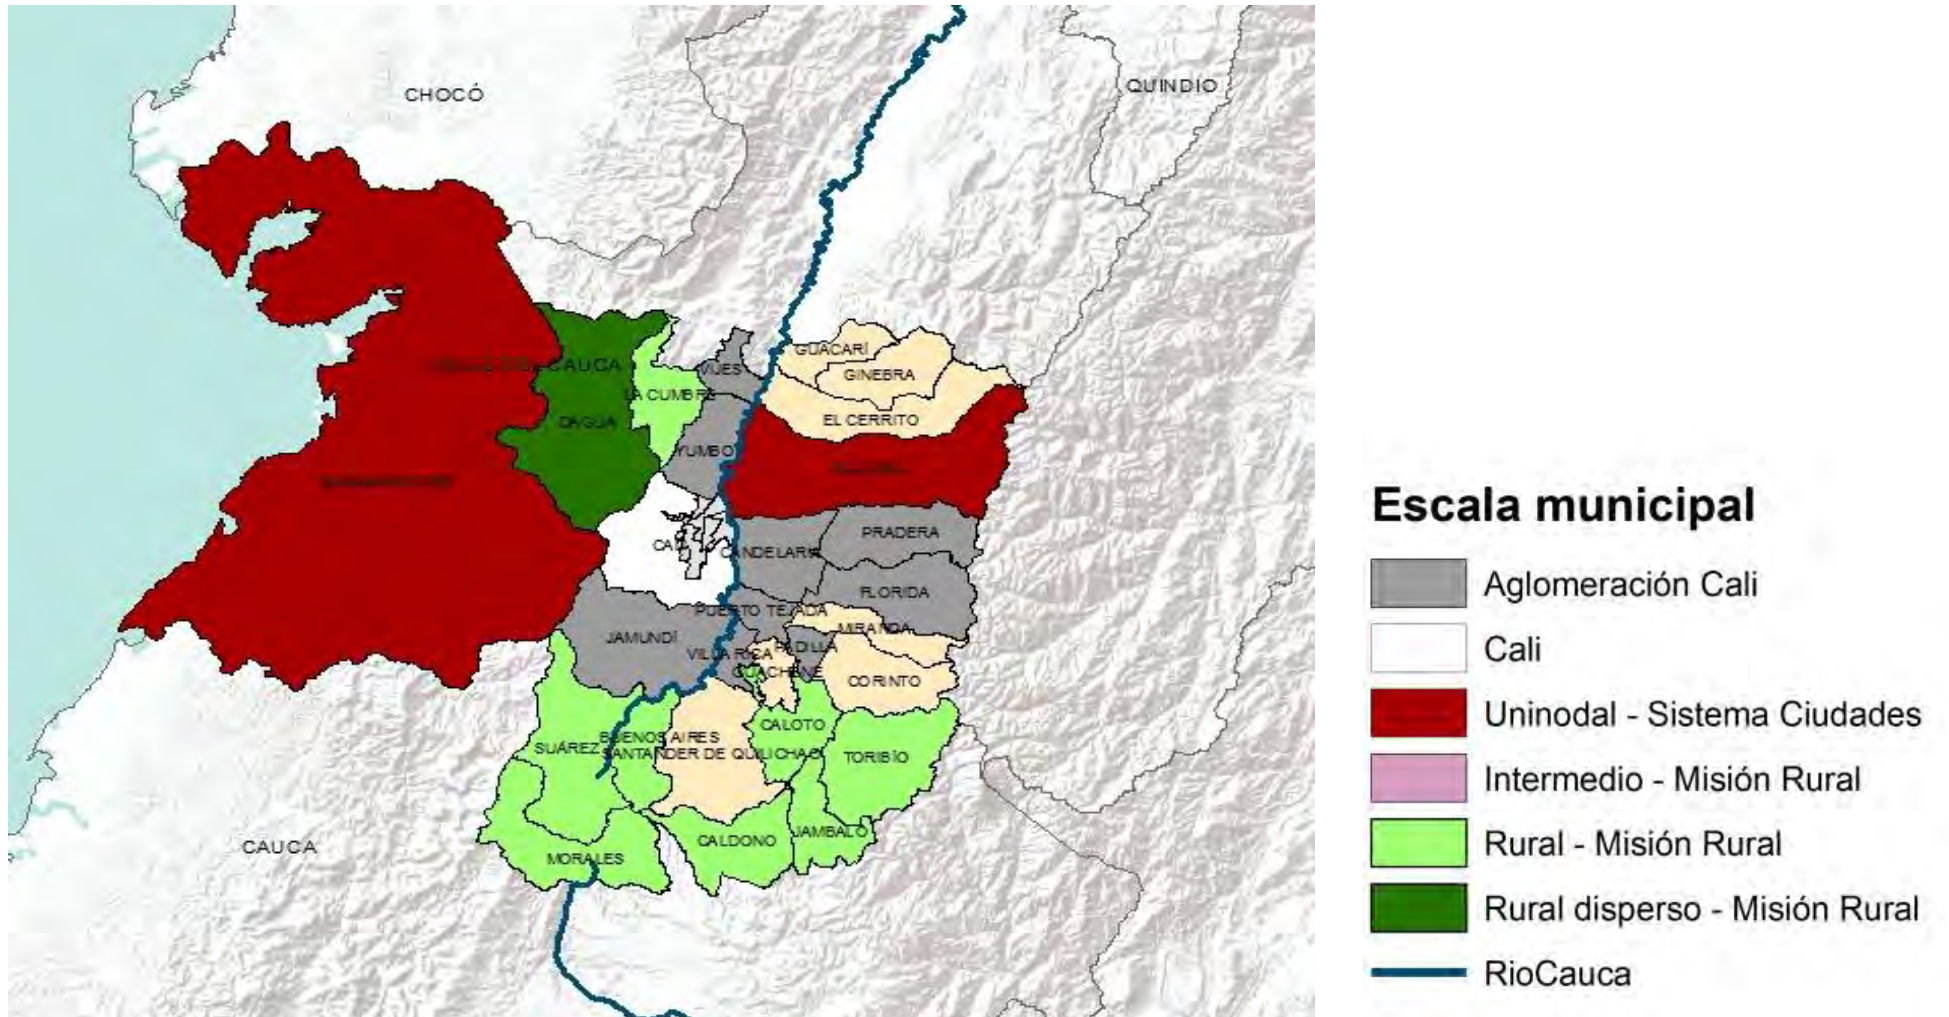 CHOCÓ
QUINDIO
GUACARÍ
GINEBRA
VIJES
CAUCA
LA CUMBRE
EL CERRITO
DAGUA
YUMBO
PRADERA
CALI
CANDELARIA
FLORIDA
PUERTO TEJADA
MIRANDA
JAMUNDÍ
PADILLA
VILLA RICA
GUACHENÉ
CORINTO
CALOTO
BUENOS AIRES
SUÁREZ
SANTANDER DE QUILICHAO
TORIBÍO
JAMBALÓ
CALDONO
CAUCA
MORALES
Escala municipal
Aglomeración Cali
Cali
Uninodal - Sistema Ciudades
Intermedio - Misión Rural
Rural - Misión Rural
Rural disperso - Misión Rural
RioCauca